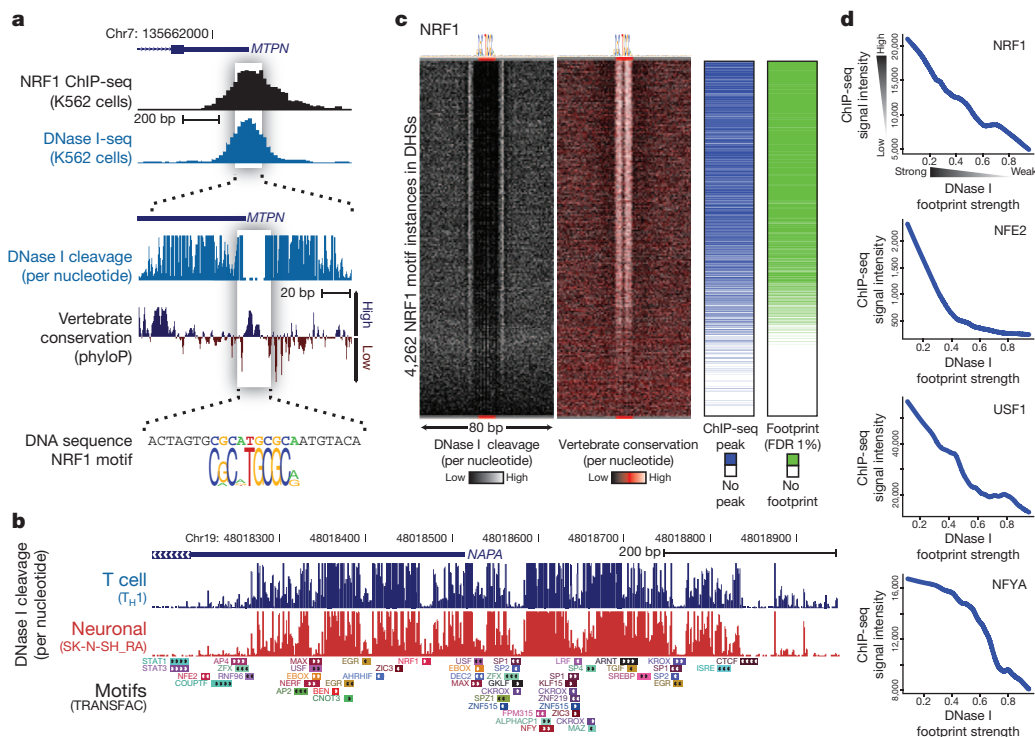 a
Chr7: 135662000
MTPN
NRF1 ChIP-seq
(K562 cells)
200 bp
DNase I-seq
(K562 cells)
MTPN
DNase I cleavage
(per nucleotide)
20 bp
High
Vertebrate
conservation
(phyloP)
Low
DNA sequence
ACTAGTGCGCATGCGCAATGTACA
NRF1 motif
b
DNase I cleavage
(per nucleotide)
Chr19: 48018300 48018400 48018500 48018600 48018700 48018800 48018900
200 bp
NAPA
T cell
(TH1)
Neuronal
(SK-N-SH_RA)
Motifs
(TRANSFAC)
STAT1 AP4 MAX EGR NRF1 USF SP1 LRF ARNT KROX CTCF
STAT3 ZFX USF ZIC3 EBOX SP2 SP4 TGIF SP1 ISRE
NFE2 RNF96 EBOX AHRHIF DEC2 ZFX SP1 SREBP SP2
COUPTF NERF EGR MAX GKLF KLF15 EGR
AP2 BEN CKROX CKROX
CNOT3 SPZ1 ZNF219
ZNF515 ZNF515
FPM315 ZIC3
ALPHACP1 CKROX
NFY MAZ
c
NRF1
4,262 NRF1 motif instances in DHSs
80 bp
DNase I cleavage
(per nucleotide)
Low High
Vertebrate conservation
(per nucleotide)
Low High
ChIP-seq
peak
No
peak
Footprint
(FDR 1%)
No
footprint
d
NRF1
ChIP-seq
signal intensity
High
Low
20,000
15,000
10,000
5,000
0.2 0.4 0.6 0.8
Strong Weak
DNase I
footprint strength
NFE2
ChIP-seq
signal intensity
2,000
1,500
1,000
500
0.2 0.4 0.6 0.8
DNase I
footprint strength
USF1
ChIP-seq
signal intensity
40,000
20,000
0.2 0.4 0.6 0.8
DNase I
footprint strength
NFYA
ChIP-seq
signal intensity
16,000
12,000
8,000
0.2 0.4 0.6 0.8
DNase I
footprint strength